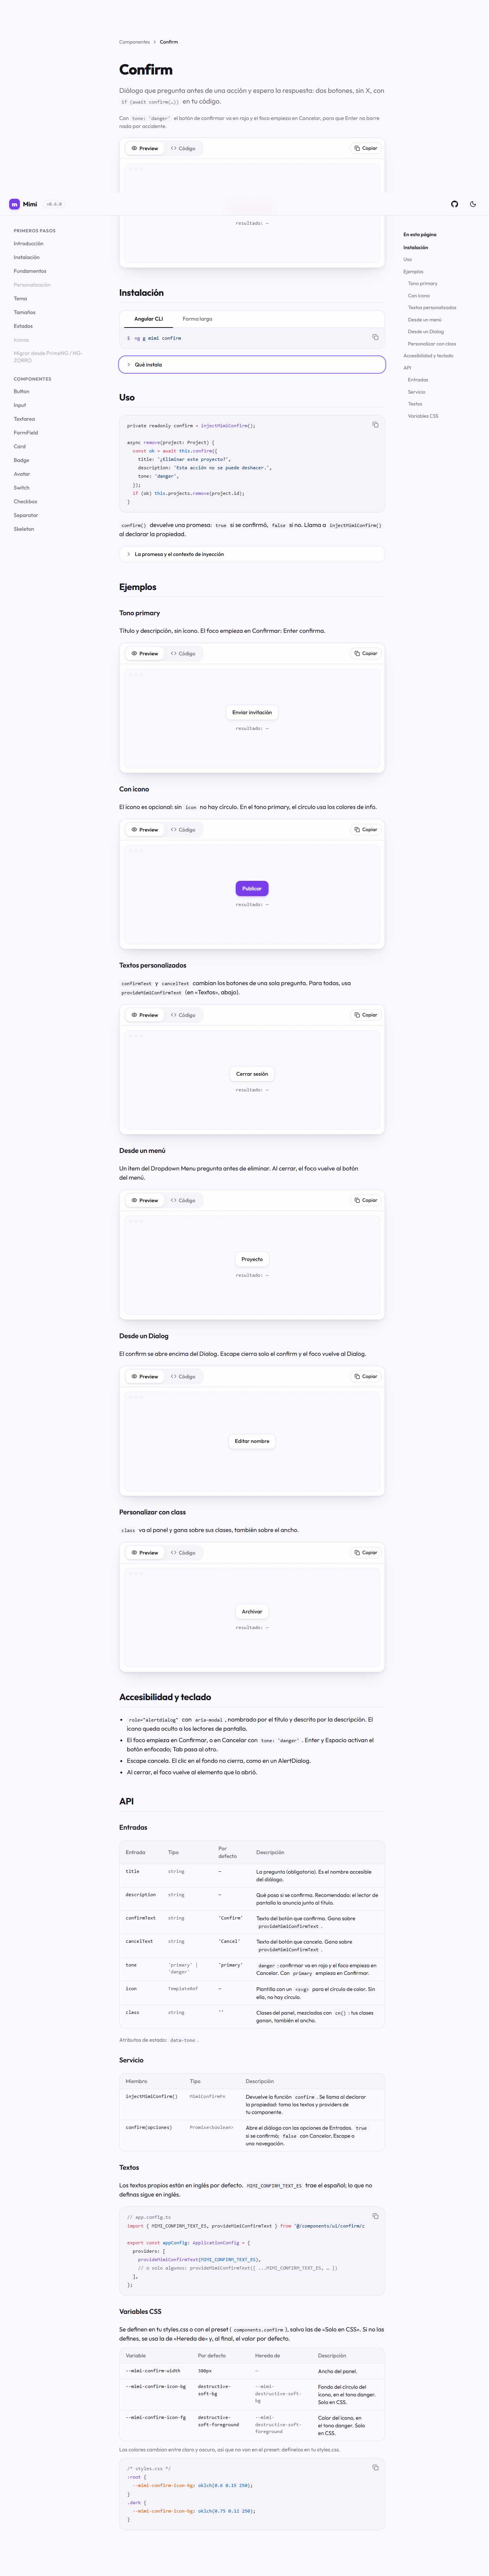 Componentes > Confirm
Confirm
Diálogo que pregunta antes de una acción y espera la respuesta: dos botones, sin X, con
if (await confirm(…)) en tu código.
Con tone: 'danger' el botón de confirmar va en rojo y el foco empieza en Cancelar, para que Enter no borre
nada por accidente.
Preview
Código
Copiar
m Mimi
resultado: —
PRIMEROS PASOS
Introducción
Instalación
Fundamentos
Personalización
Tema
Tamaños
Estados
Iconos
Migrar desde PrimeNG / NG-
ZORRO
COMPONENTES
Button
Input
Textarea
FormField
Card
Badge
Avatar
Switch
Checkbox
Separator
Skeleton
En esta página
Instalación
Uso
Ejemplos
Tono primary
Con icono
Textos personalizados
Desde un menú
Desde un Dialog
Personalizar con class
Accesibilidad y teclado
API
Entradas
Servicio
Textos
Variables CSS
Instalación
Angular CLI
Forma larga
$ ng g mimi confirm
> Qué instala
Uso
private readonly confirm = injectMimiConfirm();
async remove(project: Project) {
const ok = await this.confirm({
title: '¿Eliminar este proyecto?',
description: 'Esta acción no se puede deshacer.',
tone: 'danger',
});
if (ok) this.projects.remove(project.id);
}
confirm() devuelve una promesa: true si se confirmó, false si no. Llama a injectMimiConfirm()
al declarar la propiedad.
> La promesa y el contexto de inyección
Ejemplos
Tono primary
Título y descripción, sin icono. El foco empieza en Confirmar: Enter confirma.
Preview
Código
Copiar
Enviar invitación
resultado: —
Con icono
El icono es opcional: sin icon no hay círculo. En el tono primary, el círculo usa los colores de info.
Preview
Código
Copiar
Publicar
resultado: —
Textos personalizados
confirmText y cancelText cambian los botones de una sola pregunta. Para todas, usa
provideMimiConfirmText (en «Textos», abajo).
Preview
Código
Copiar
Cerrar sesión
resultado: —
Desde un menú
Un ítem del Dropdown Menu pregunta antes de eliminar. Al cerrar, el foco vuelve al botón
del menú.
Preview
Código
Copiar
Proyecto
resultado: —
Desde un Dialog
El confirm se abre encima del Dialog. Escape cierra solo el confirm y el foco vuelve al Dialog.
Preview
Código
Copiar
Editar nombre
Personalizar con class
class va al panel y gana sobre sus clases, también sobre el ancho.
Preview
Código
Copiar
Archivar
resultado: —
Accesibilidad y teclado
• role="alertdialog" con aria-modal, nombrado por el título y descrito por la descripción. El
icono queda oculto a los lectores de pantalla.
• El foco empieza en Confirmar, o en Cancelar con tone: 'danger'. Enter y Espacio activan el
botón enfocado; Tab pasa al otro.
• Escape cancela. El clic en el fondo no cierra, como en un AlertDialog.
• Al cerrar, el foco vuelve al elemento que lo abrió.
API
Entradas
Entrada Tipo Por defecto Descripción
title string — La pregunta (obligatoria). Es el nombre accesible
del diálogo.
description string — Qué pasa si se confirma. Recomendada: el lector de
pantalla la anuncia junto al título.
confirmText string 'Confirm' Texto del botón que confirma. Gana sobre
provideMimiConfirmText.
cancelText string 'Cancel' Texto del botón que cancela. Gana sobre
provideMimiConfirmText.
tone 'primary' | 'danger' 'primary' danger: confirmar va en rojo y el foco empieza en
Cancelar. Con primary empieza en Confirmar.
icon TemplateRef — Plantilla con un <svg> para el círculo de color. Sin
ella, no hay círculo.
class string '' Clases del panel, mezcladas con cn(): tus clases
ganan, también el ancho.
Atributos de estado: data-tone.
Servicio
Miembro Tipo Descripción
injectMimiConfirm() MimiConfirmFn Devuelve la función confirm. Se llama al declarar
la propiedad: toma los textos y providers de
tu componente.
confirm(opciones) Promise<boolean> Abre el diálogo con las opciones de Entradas. true
si se confirmó; false con Cancelar, Escape o
una navegación.
Textos
Los textos propios están en inglés por defecto. MIMI_CONFIRM_TEXT_ES trae el español; lo que no
definas sigue en inglés.
// app.config.ts
import { MIMI_CONFIRM_TEXT_ES, provideMimiConfirmText } from '@/components/ui/confirm/c
export const appConfig: ApplicationConfig = {
providers: [
provideMimiConfirmText(MIMI_CONFIRM_TEXT_ES),
// o solo algunos: provideMimiConfirmText({ ...MIMI_CONFIRM_TEXT_ES, … })
],
};
Variables CSS
Se definen en tu styles.css o con el preset (components.confirm), salvo las de «Solo en CSS». Si no las
defines, se usa la de «Hereda de» y, al final, el valor por defecto.
Variable Por defecto Hereda de Descripción
--mimi-confirm-width 380px — Ancho del panel.
--mimi-confirm-icon-bg destructive-soft-bg --mimi-destructive-soft-bg Fondo del círculo del
icono, en el tono danger.
Solo en CSS.
--mimi-confirm-icon-fg destructive-soft-foreground --mimi-destructive-soft-foreground Color del icono, en
el tono danger. Solo
en CSS.
Los colores cambian entre claro y oscuro, así que no van en el preset: defínelos en tu styles.css.
/* styles.css */
:root {
--mimi-confirm-icon-bg: oklch(0.6 0.15 250);
}
.dark {
--mimi-confirm-icon-bg: oklch(0.75 0.12 250);
}